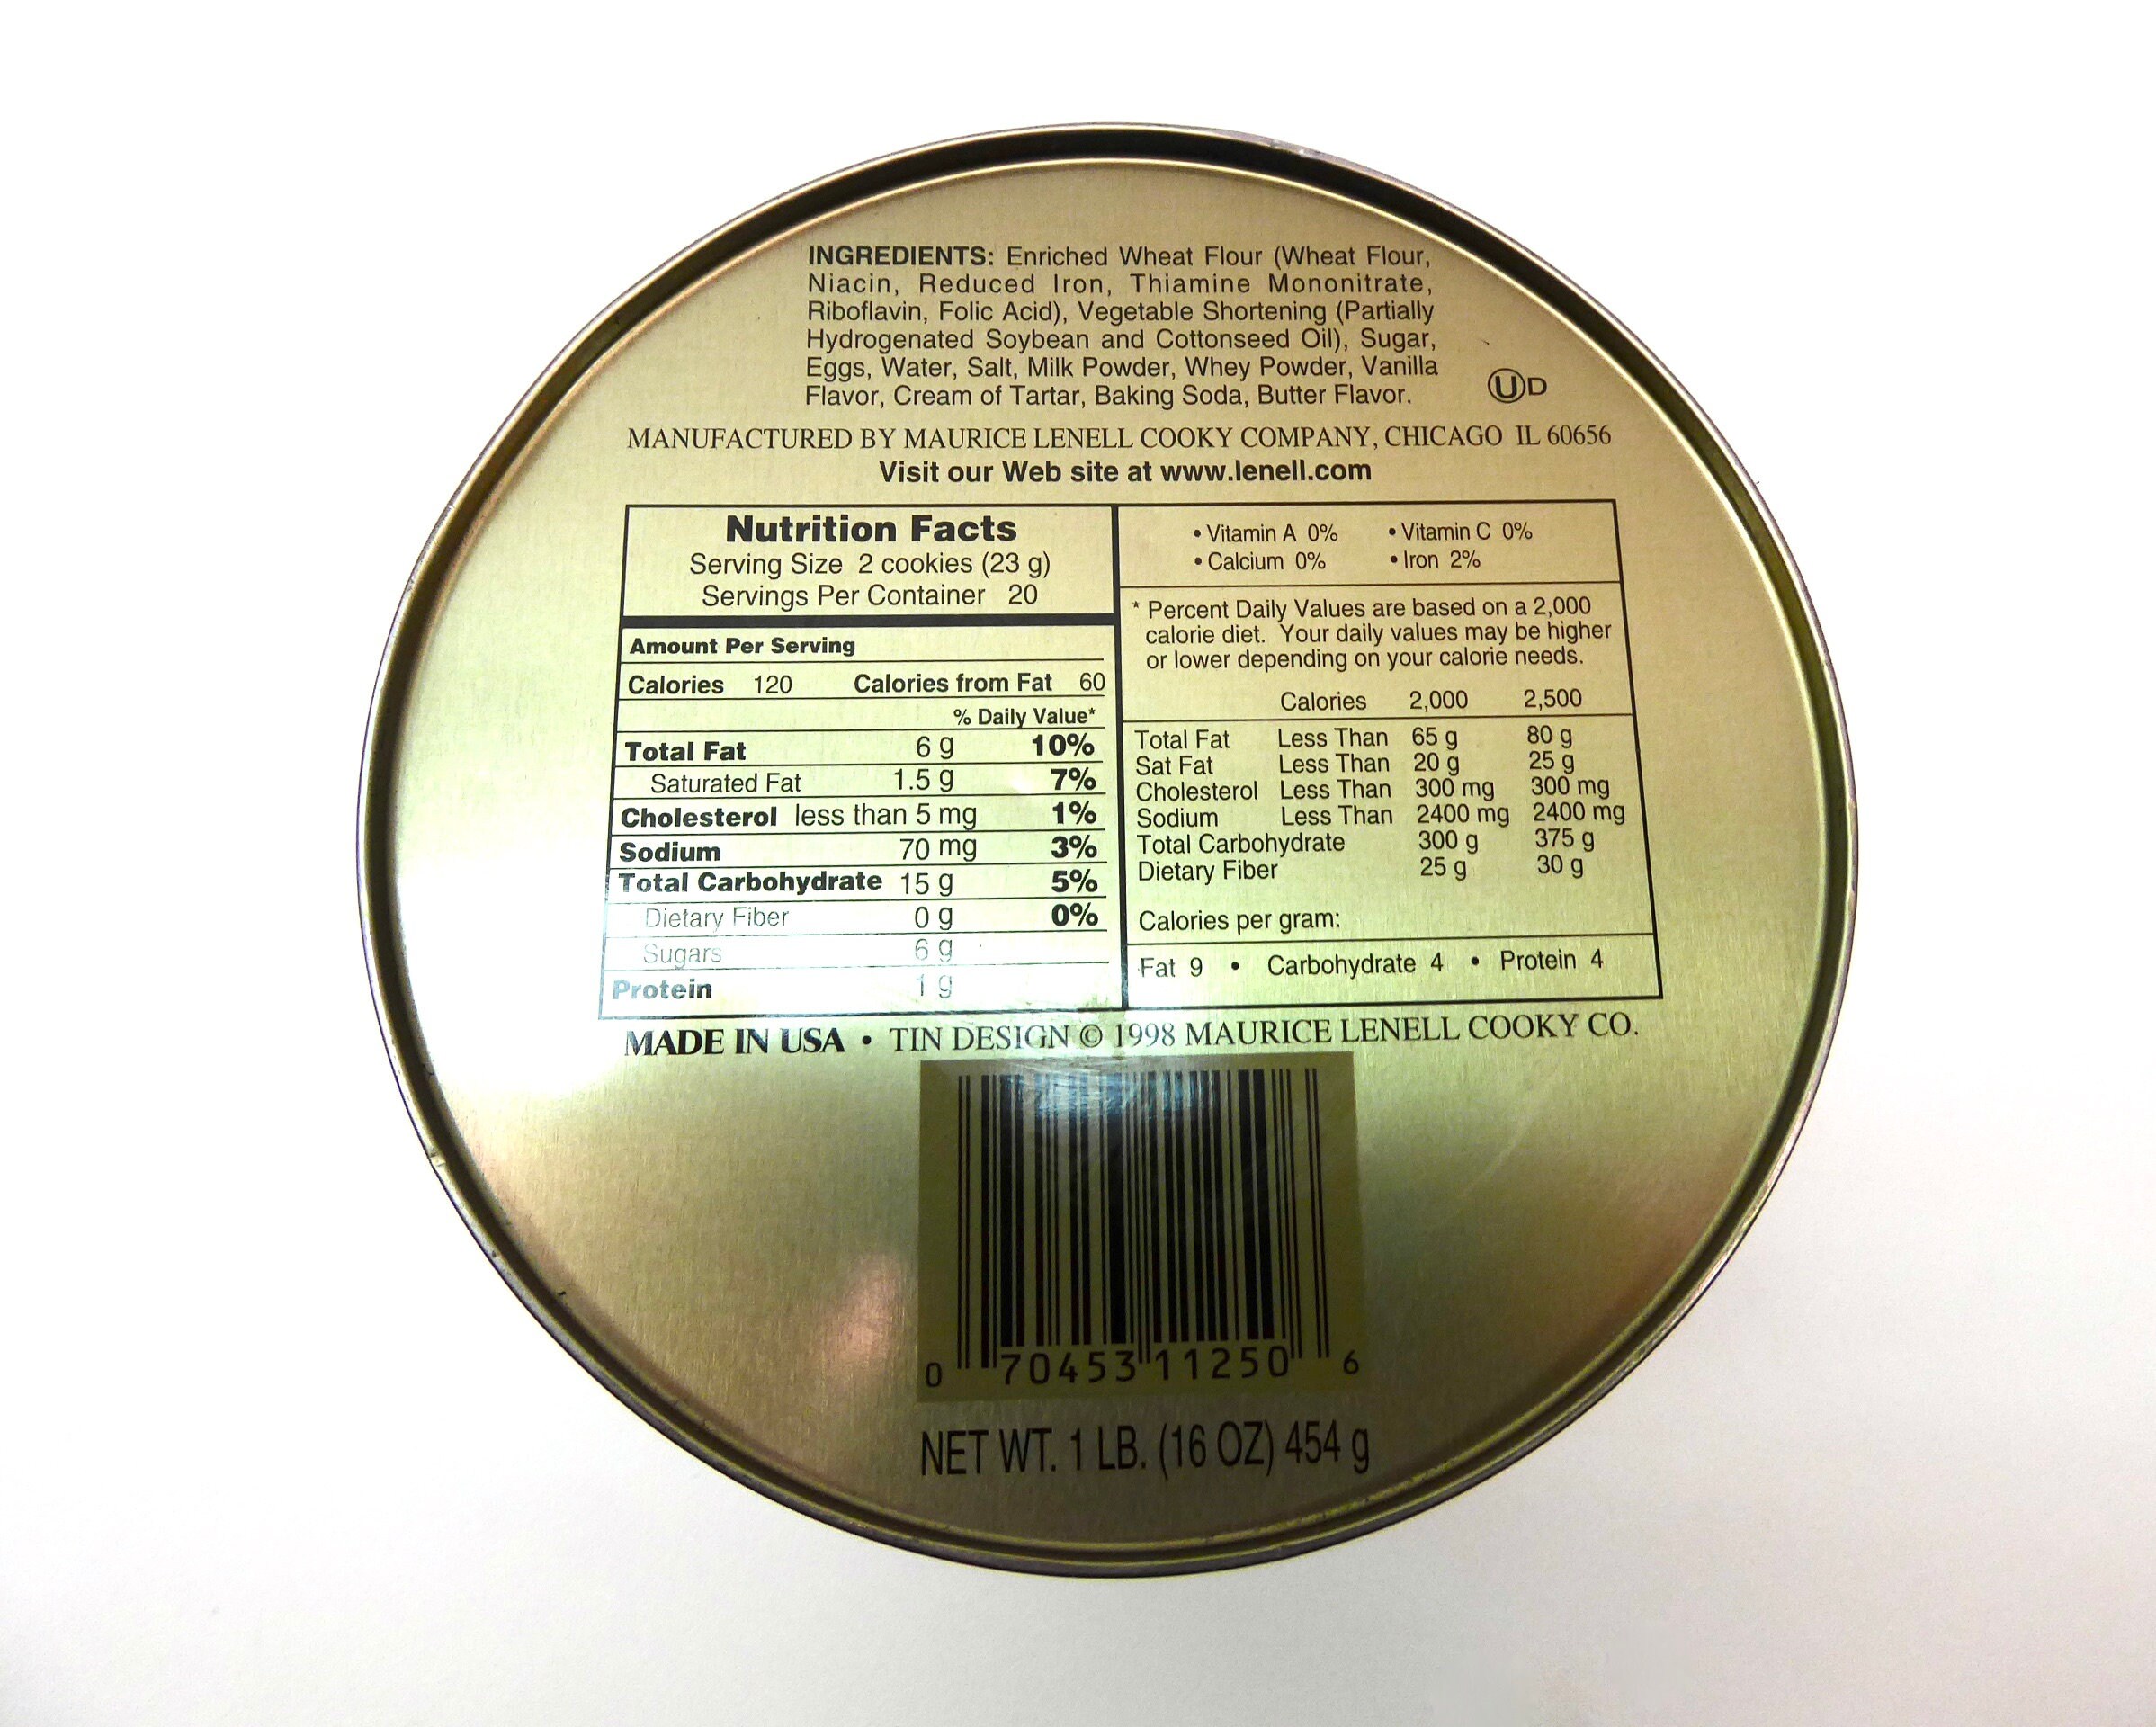 INGREDIENTS: Enriched Wheat Flour (Wheat Flour,
Niacin, Reduced Iron, Thiamine Mononitrate,
Riboflavin, Folic Acid), Vegetable Shortening (Partially
Hydrogenated Soybean and Cottonseed Oil), Sugar,
Eggs, Water, Salt, Milk Powder, Whey Powder, Vanilla
Flavor, Cream of Tartar, Baking Soda, Butter Flavor.
ⓊD
MANUFACTURED BY MAURICE LENELL COOKY COMPANY, CHICAGO IL 60656
Visit our Web site at www.lenell.com
Nutrition Facts
Serving Size 2 cookies (23 g)
Servings Per Container 20
Amount Per Serving
Calories 120 Calories from Fat 60
% Daily Value*
Total Fat 6 g 10%
Saturated Fat 1.5 g 7%
Cholesterol less than 5 mg 1%
Sodium 70 mg 3%
Total Carbohydrate 15 g 5%
Dietary Fiber 0 g 0%
Sugars 6 g
Protein 1 g
• Vitamin A 0% • Vitamin C 0%
• Calcium 0% • Iron 2%
* Percent Daily Values are based on a 2,000
calorie diet. Your daily values may be higher
or lower depending on your calorie needs.
Calories 2,000 2,500
Total Fat Less Than 65 g 80 g
Sat Fat Less Than 20 g 25 g
Cholesterol Less Than 300 mg 300 mg
Sodium Less Than 2400 mg 2400 mg
Total Carbohydrate 300 g 375 g
Dietary Fiber 25 g 30 g
Calories per gram:
Fat 9 • Carbohydrate 4 • Protein 4
MADE IN USA • TIN DESIGN © 1998 MAURICE LENELL COOKY CO.
0 70453 11250 6
NET WT. 1 LB. (16 OZ) 454 g